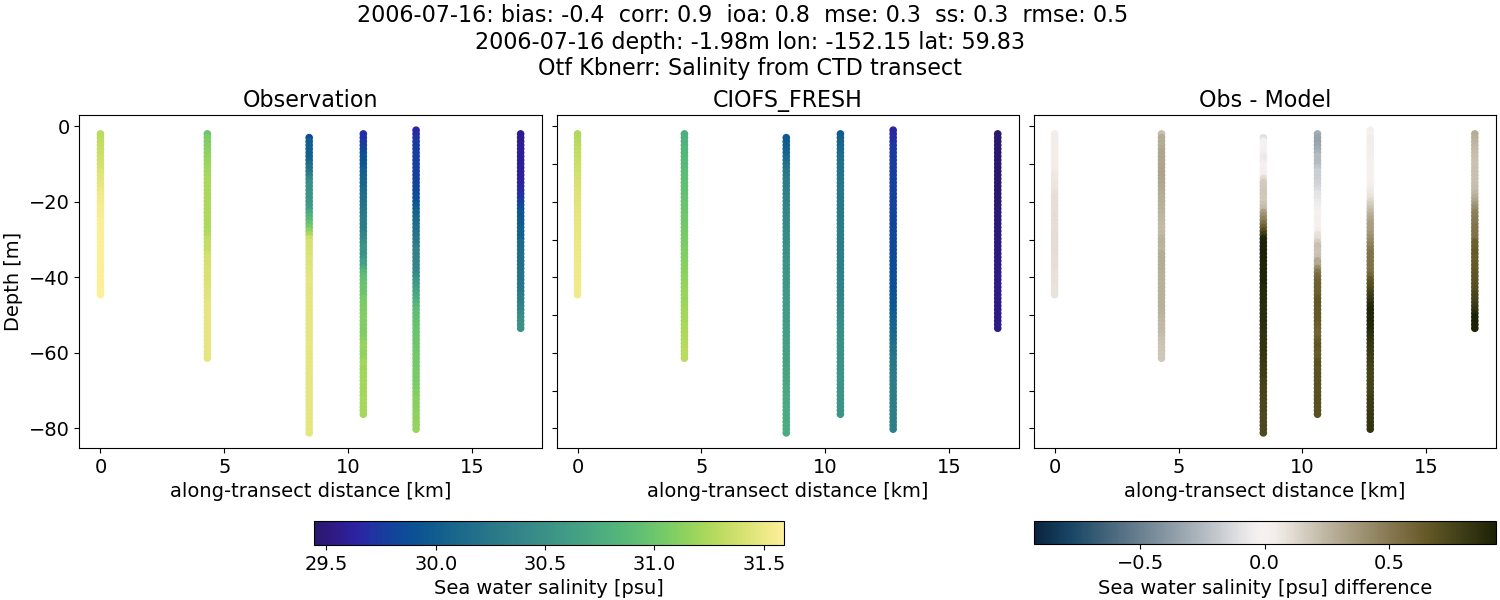 2006-07-16: bias: -0.4  corr: 0.9  ioa: 0.8  mse: 0.3  ss: 0.3  rmse: 0.5
2006-07-16 depth: -1.98m lon: -152.15 lat: 59.83
Otf Kbnerr: Salinity from CTD transect
Observation
CIOFS_FRESH
Obs - Model
Depth [m]
0
−20
−40
−60
−80
0 5 10 15
0 5 10 15
0 5 10 15
along-transect distance [km]
along-transect distance [km]
along-transect distance [km]
29.5 30.0 30.5 31.0 31.5
Sea water salinity [psu]
−0.5 0.0 0.5
Sea water salinity [psu] difference